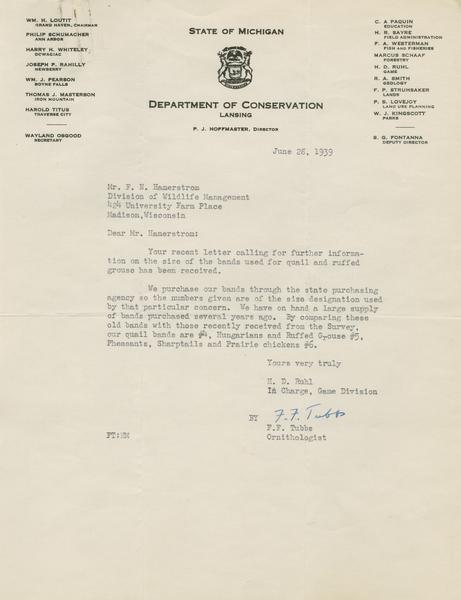 WM. H. LOUTIT
GRAND HAVEN, CHAIRMAN
PHILIP SCHUMACHER
ANN ARBOR
HARRY H. WHITELEY
DOWAGIAC
JOSEPH P. RAHILLY
NEWBERRY
WM. J. PEARSON
BOYNE FALLS
THOMAS J. MASTERSON
IRON MOUNTAIN
HAROLD TITUS
TRAVERSE CITY
WAYLAND OSGOOD
SECRETARY
STATE OF MICHIGAN
DEPARTMENT OF CONSERVATION
LANSING
P. J. HOFFMASTER, DIRECTOR
C. A PAQUIN
EDUCATION
H. R. SAYRE
FIELD ADMINISTRATION
F. A. WESTERMAN
FISH AND FISHERIES
MARCUS SCHAAF
FORESTRY
H. D. RUHL
GAME
R. A. SMITH
GEOLOGY
F. P. STRUHSAKER
LANDS
P. S. LOVEJOY
LAND USE PLANNING
W. J. KINGSCOTT
PARKS
S. G. FONTANNA
DEPUTY DIRECTOR
June 28, 1939
Mr. F. N. Hamerstrom
Division of Wildlife Management
424 University Farm Place
Madison,Wisconsin
Dear Mr. Hamerstrom:
Your recent letter calling for further informa-
tion on the size of the bands used for quail and ruffed
grouse has been received.
We purchase our bands through the state purchasing
agency so the numbers given are of the size designation used
by that particular concern. We have on hand a large supply
of bands purchased several years ago. By comparing these
old bands with those recently received from the Survey,
our quail bands are #4, Hungarians and Ruffed Grouse #5,
Pheasants, Sharptails and Prairie chickens #6.
Yours very truly
H. D. Ruhl
In Charge, Game Division
BY F. F. Tubbs
F.F. Tubbs
Ornithologist